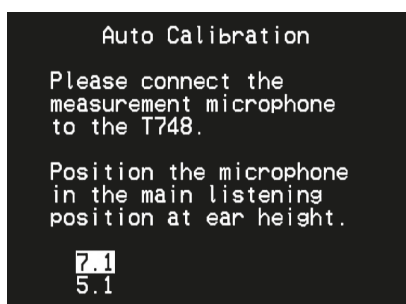 Auto Calibration
Please connect the
measurement microphone
to the T748.
Position the microphone
in the main listening
position at ear height.
7.1
5.1